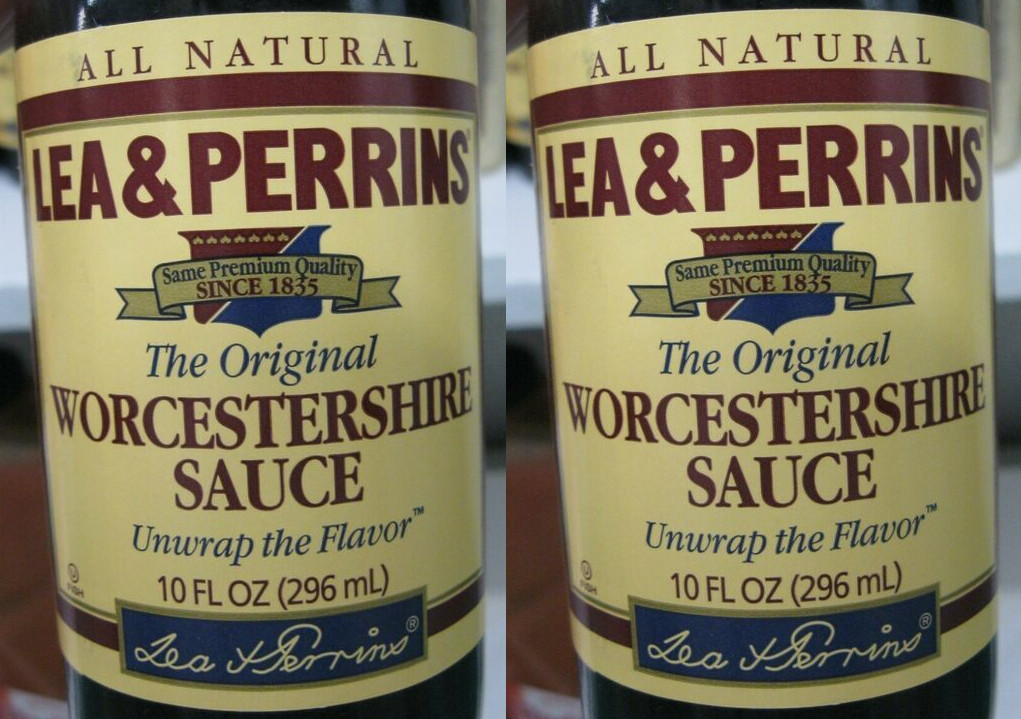 ALL NATURAL
LEA & PERRINS®
Same Premium Quality
SINCE 1835
The Original
WORCESTERSHIRE
SAUCE
Unwrap the Flavor™
U
FISH
10 FL OZ (296 mL)
Lea & Perrins®
ALL NATURAL
LEA & PERRINS®
Same Premium Quality
SINCE 1835
The Original
WORCESTERSHIRE
SAUCE
Unwrap the Flavor™
U
FISH
10 FL OZ (296 mL)
Lea & Perrins®